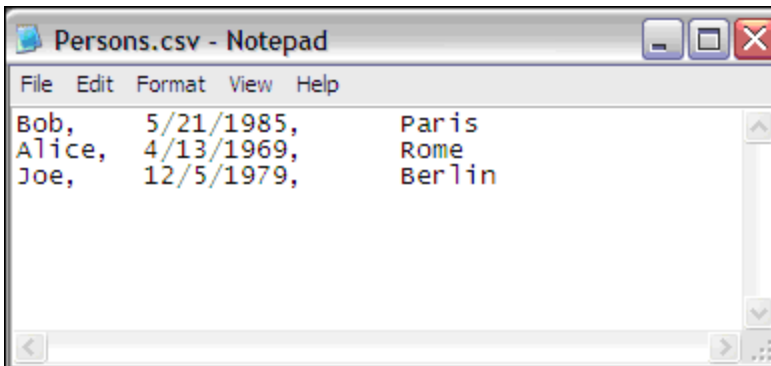 Persons.csv - Notepad
File Edit Format View Help
Bob, 5/21/1985, Paris
Alice, 4/13/1969, Rome
Joe, 12/5/1979, Berlin